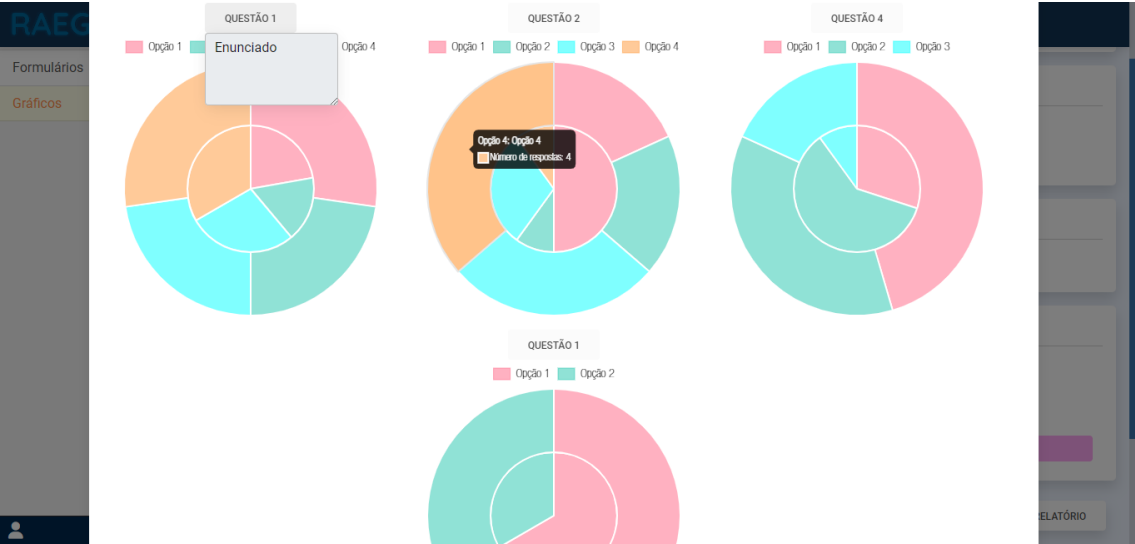 RAEG
Formulários
Gráficos
QUESTÃO 1
Opção 1
Opção 4
Enunciado
QUESTÃO 2
Opção 1 Opção 2 Opção 3 Opção 4
Opção 4: Opção 4
Número de respostas: 4
QUESTÃO 4
Opção 1 Opção 2 Opção 3
QUESTÃO 1
Opção 1 Opção 2
ELATÓRIO